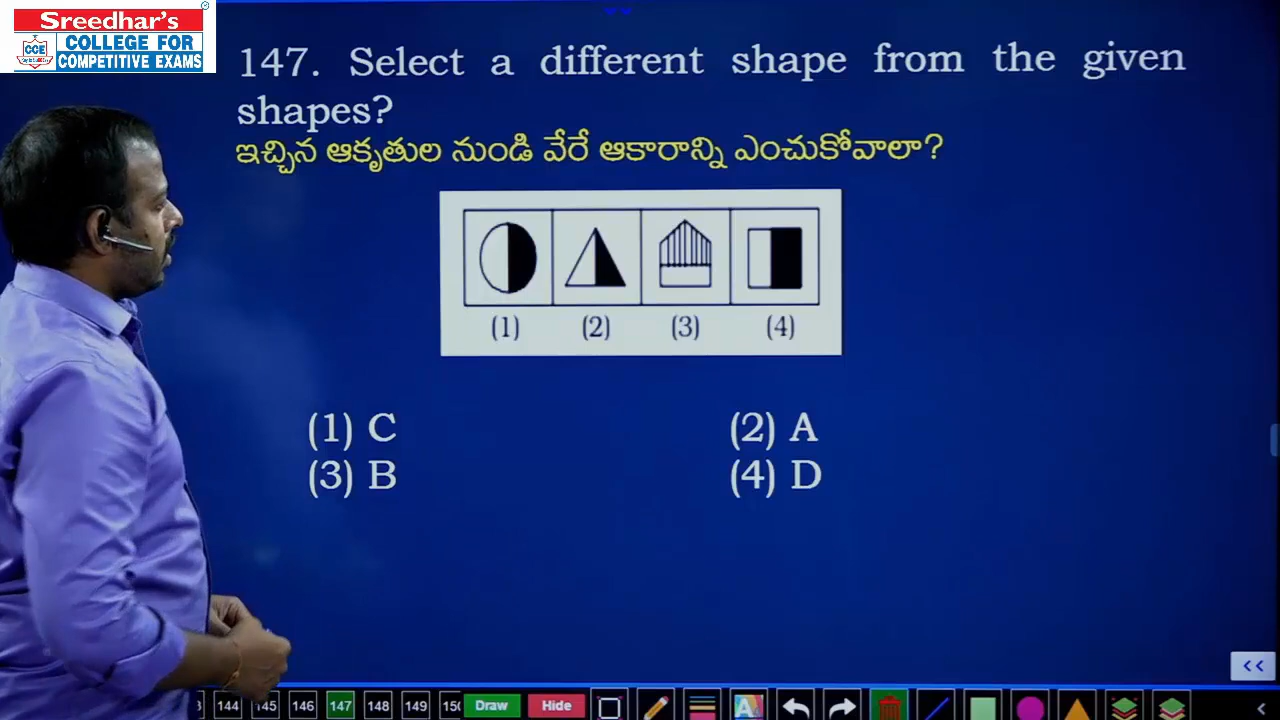 Sreedhar's
CCE
COLLEGE FOR
COMPETITIVE EXAMS
147. Select a different shape from the given
shapes?
ఇచ్చిన ఆకృతుల నుండి వేరే ఆకారాన్ని ఎంచుకోవాలా?
(1) (2) (3) (4)
(1) C (2) A
(3) B (4) D
144 145 146 147 148 149 Draw Hide